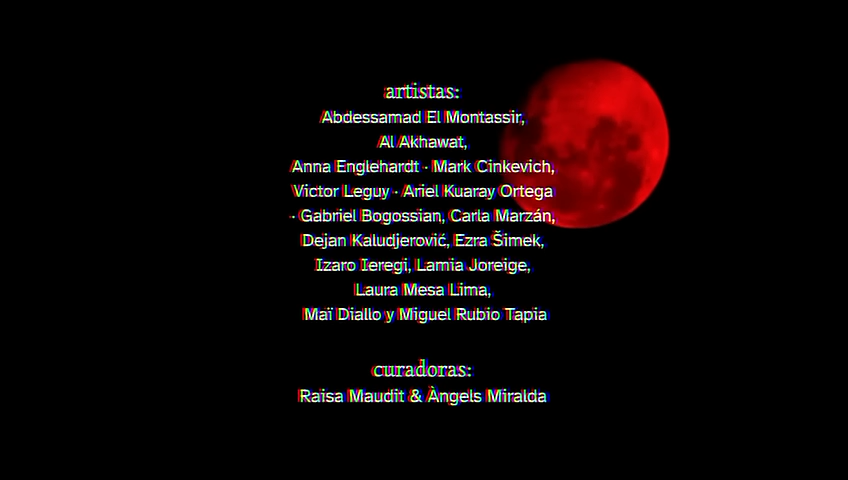 artistas:
Abdessamad El Montassir,
Al Akhawat,
Anna Englehardt · Mark Cinkevich,
Victor Leguy · Ariel Kuaray Ortega
· Gabriel Bogossian, Carla Marzán,
Dejan Kaludjerović, Ezra Šimek,
Izaro Ieregi, Lamia Joreige,
Laura Mesa Lima,
Maï Diallo y Miguel Rubio Tapia
curadoras:
Raisa Maudit & Àngels Miralda